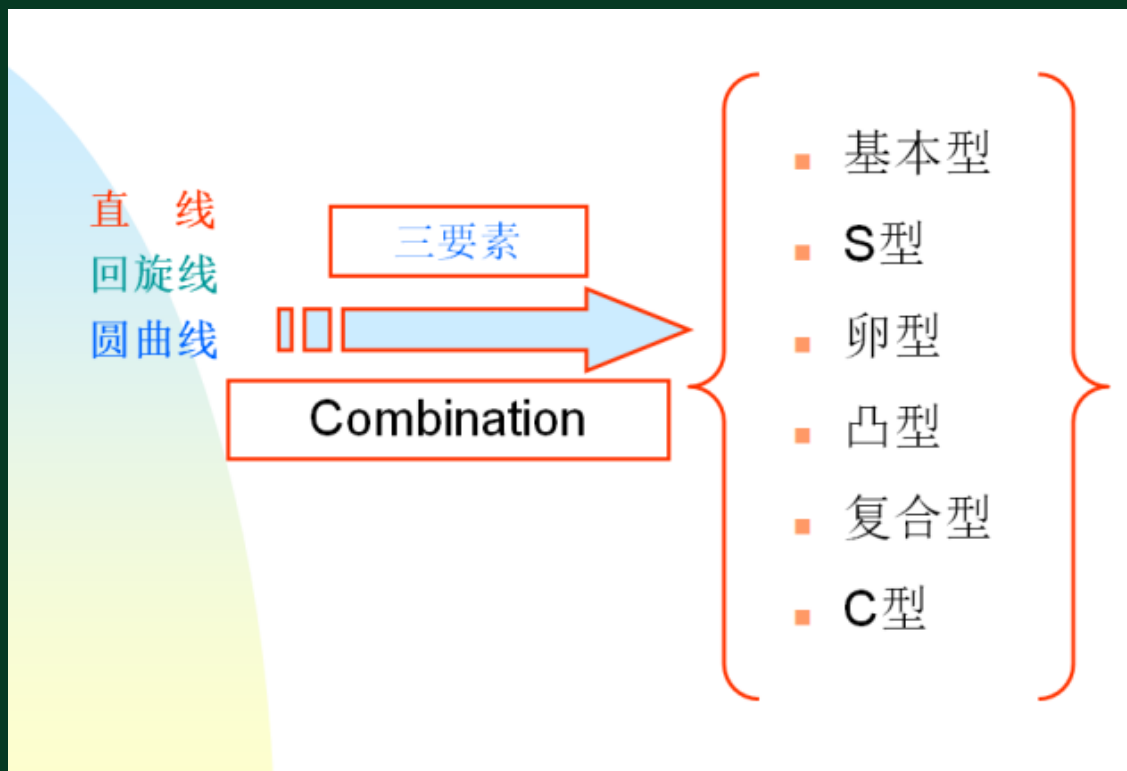 直 线
回旋线
圆曲线
三要素
Combination
基本型
S型
卵型
凸型
复合型
C型